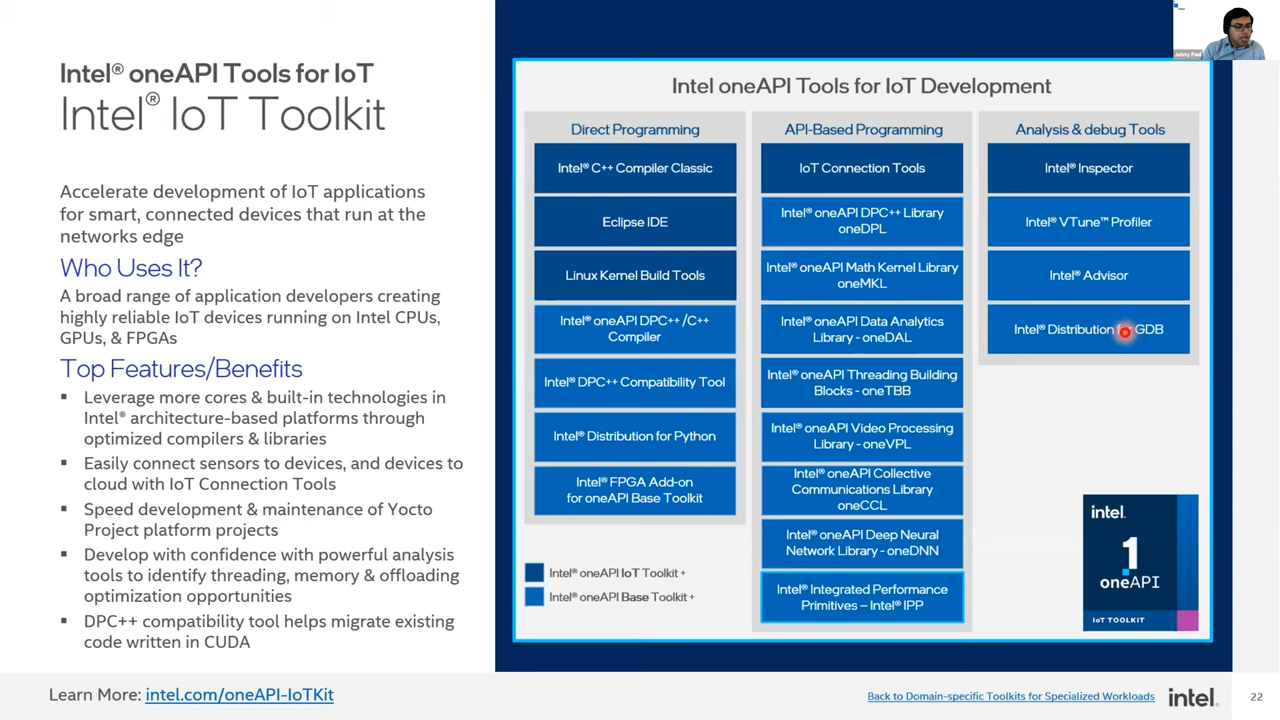 Intel® oneAPI Tools for IoT
Intel® IoT Toolkit
Accelerate development of IoT applications
for smart, connected devices that run at the
networks edge
Who Uses It?
A broad range of application developers creating
highly reliable IoT devices running on Intel CPUs,
GPUs, & FPGAs
Top Features/Benefits
▪ Leverage more cores & built-in technologies in
Intel® architecture-based platforms through
optimized compilers & libraries
▪ Easily connect sensors to devices, and devices to
cloud with IoT Connection Tools
▪ Speed development & maintenance of Yocto
Project platform projects
▪ Develop with confidence with powerful analysis
tools to identify threading, memory & offloading
optimization opportunities
▪ DPC++ compatibility tool helps migrate existing
code written in CUDA
Intel oneAPI Tools for IoT Development
Direct Programming
Intel® C++ Compiler Classic
Eclipse IDE
Linux Kernel Build Tools
Intel® oneAPI DPC++ /C++
Compiler
Intel® DPC++ Compatibility Tool
Intel® Distribution for Python
Intel® FPGA Add-on
for oneAPI Base Toolkit
API-Based Programming
IoT Connection Tools
Intel® oneAPI DPC++ Library
oneDPL
Intel® oneAPI Math Kernel Library
oneMKL
Intel® oneAPI Data Analytics
Library - oneDAL
Intel® oneAPI Threading Building
Blocks - oneTBB
Intel® oneAPI Video Processing
Library - oneVPL
Intel® oneAPI Collective
Communications Library
oneCCL
Intel® oneAPI Deep Neural
Network Library - oneDNN
Intel® Integrated Performance
Primitives – Intel® IPP
Analysis & debug Tools
Intel® Inspector
Intel® VTune™ Profiler
Intel® Advisor
Intel® Distribution for GDB
Intel® oneAPI IoT Toolkit +
Intel® oneAPI Base Toolkit +
intel.
1
oneAPI
IoT TOOLKIT
Johny Paul
Learn More: intel.com/oneAPI-IoTKit
Back to Domain-specific Toolkits for Specialized Workloads
intel.
22